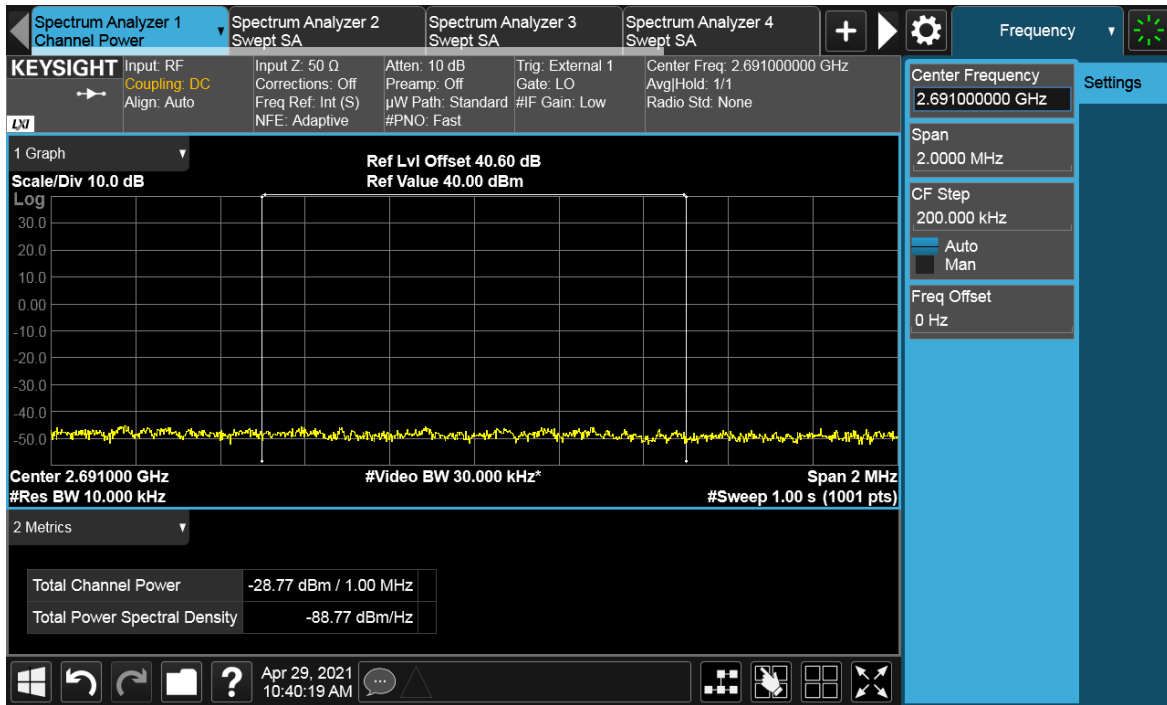 Spectrum Analyzer 1
Channel Power
Spectrum Analyzer 2
Swept SA
Spectrum Analyzer 3
Swept SA
Spectrum Analyzer 4
Swept SA
+
Frequency
KEYSIGHT
LXI
Input: RF
Coupling: DC
Align: Auto
Input Z: 50 Ω
Corrections: Off
Freq Ref: Int (S)
NFE: Adaptive
Atten: 10 dB
Preamp: Off
µW Path: Standard
#PNO: Fast
Trig: External 1
Gate: LO
#IF Gain: Low
Center Freq: 2.691000000 GHz
Avg|Hold: 1/1
Radio Std: None
Center Frequency
2.691000000 GHz
Settings
Span
2.0000 MHz
CF Step
200.000 kHz
Auto
Man
Freq Offset
0 Hz
1 Graph
Scale/Div 10.0 dB
Ref Lvl Offset 40.60 dB
Ref Value 40.00 dBm
Log
30.0
20.0
10.0
0.00
-10.0
-20.0
-30.0
-40.0
-50.0
Center 2.691000 GHz
#Video BW 30.000 kHz*
Span 2 MHz
#Res BW 10.000 kHz
#Sweep 1.00 s (1001 pts)
2 Metrics
Total Channel Power -28.77 dBm / 1.00 MHz
Total Power Spectral Density -88.77 dBm/Hz
?
Apr 29, 2021
10:40:19 AM